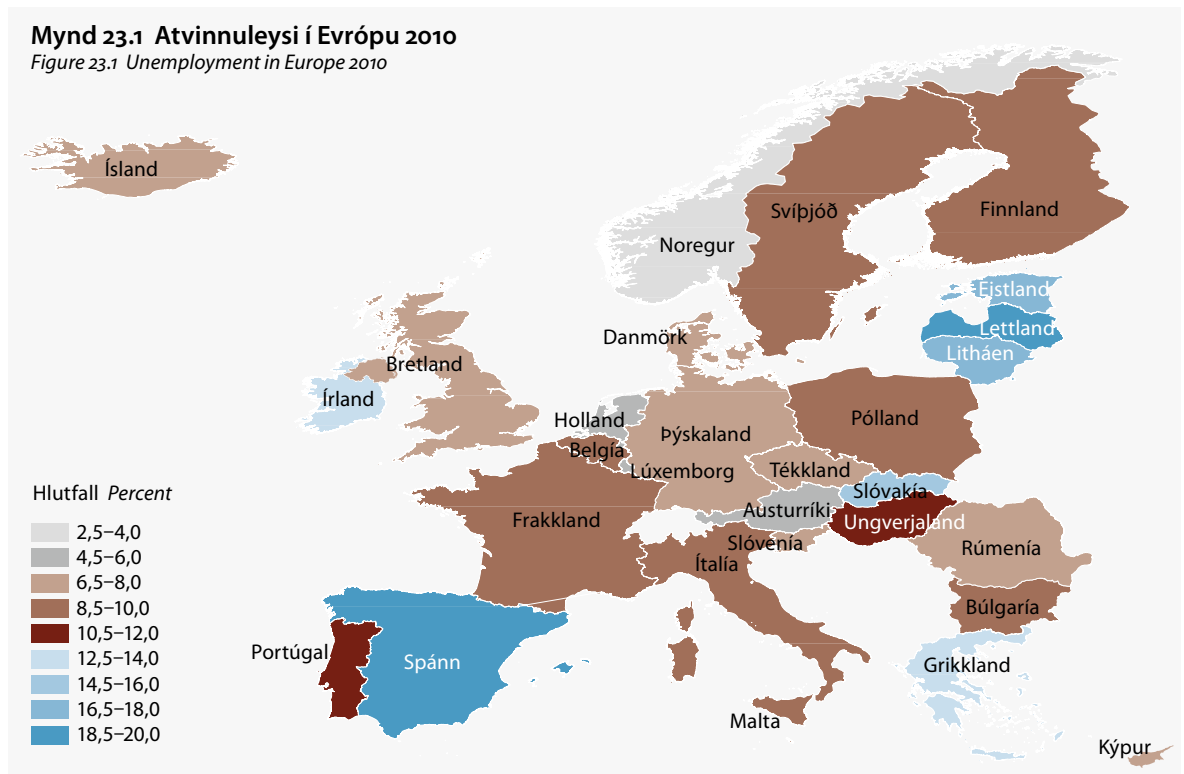 Mynd 23.1 Atvinnuleysi í Evrópu 2010
Figure 23.1 Unemployment in Europe 2010
Ísland
Svíþjóð
Finnland
Noregur
Eistland
Lettland
Danmörk
Litháen
Bretland
Írland
Holland
Pólland
Þýskaland
Belgía
Lúxemborg
Tékkland
Slóvakía
Austurríki
Frakkland
Ungverjaland
Slóvenía
Rúmenía
Ítalía
Búlgaría
Portúgal
Spánn
Grikkland
Malta
Kýpur
Hlutfall Percent
2,5–4,0
4,5–6,0
6,5–8,0
8,5–10,0
10,5–12,0
12,5–14,0
14,5–16,0
16,5–18,0
18,5–20,0